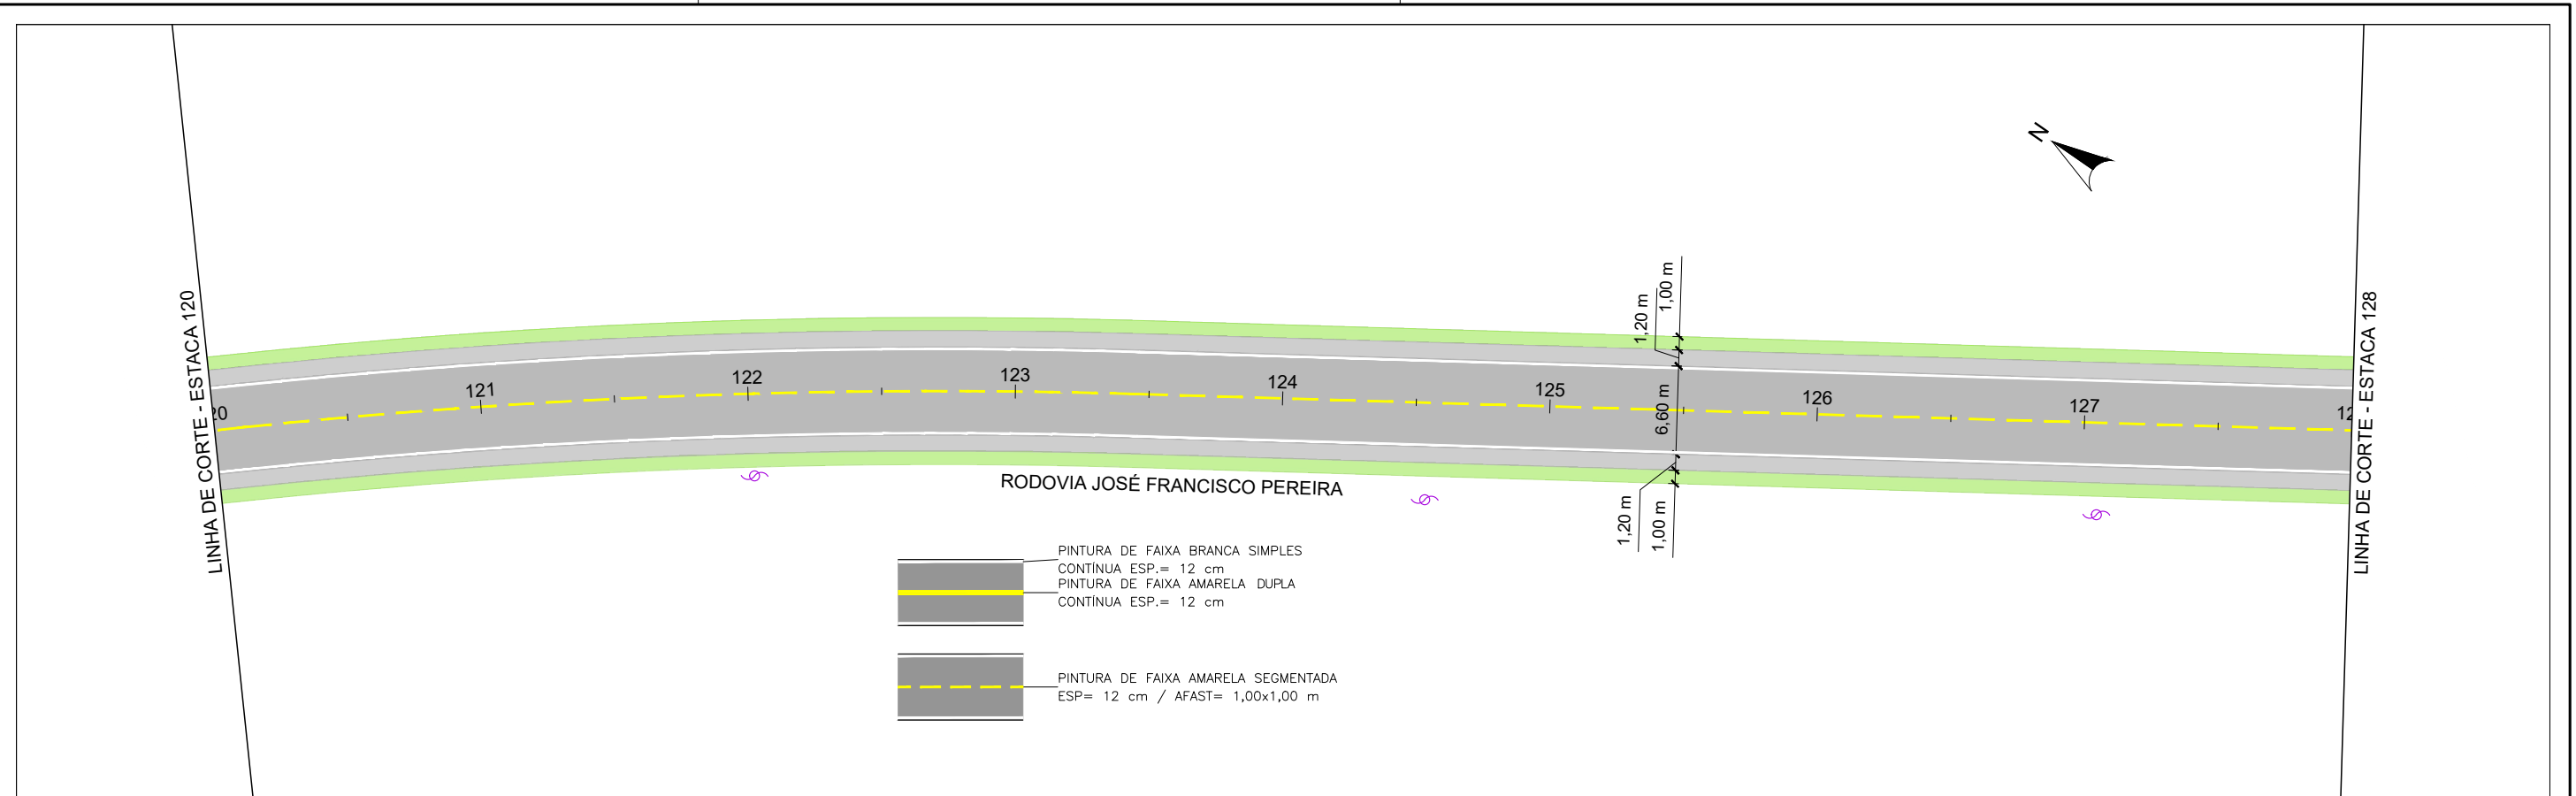 N
LINHA DE CORTE - ESTACA 120
LINHA DE CORTE - ESTACA 128
1,20 m
1,00 m
20
121
122
123
124
125
126
127
12
6,60 m
RODOVIA JOSÉ FRANCISCO PEREIRA
1,20 m
1,00 m
PINTURA DE FAIXA BRANCA SIMPLES
CONTÍNUA ESP.= 12 cm
PINTURA DE FAIXA AMARELA DUPLA
CONTÍNUA ESP.= 12 cm
PINTURA DE FAIXA AMARELA SEGMENTADA
ESP= 12 cm / AFAST= 1,00x1,00 m